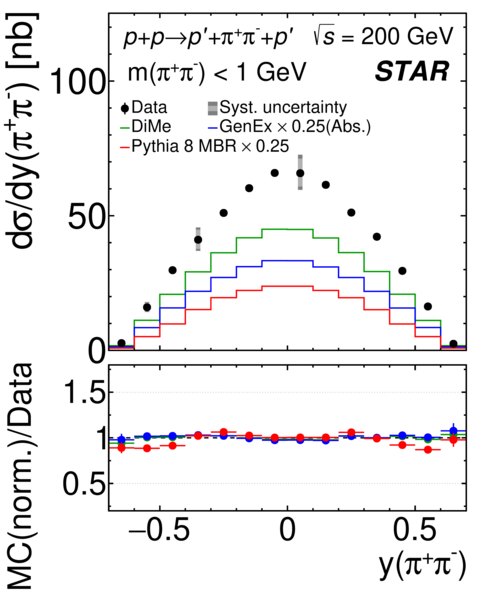 p+p→p'+π⁺π⁻+p' √s = 200 GeV
m(π⁺π⁻) < 1 GeV STAR
Data Syst. uncertainty
DiMe GenEx × 0.25(Abs.)
Pythia 8 MBR × 0.25
dσ/dy(π⁺π⁻) [nb]
100
50
0
MC(norm.)/Data
1.5
1
0.5
−0.5 0 0.5
y(π⁺π⁻)